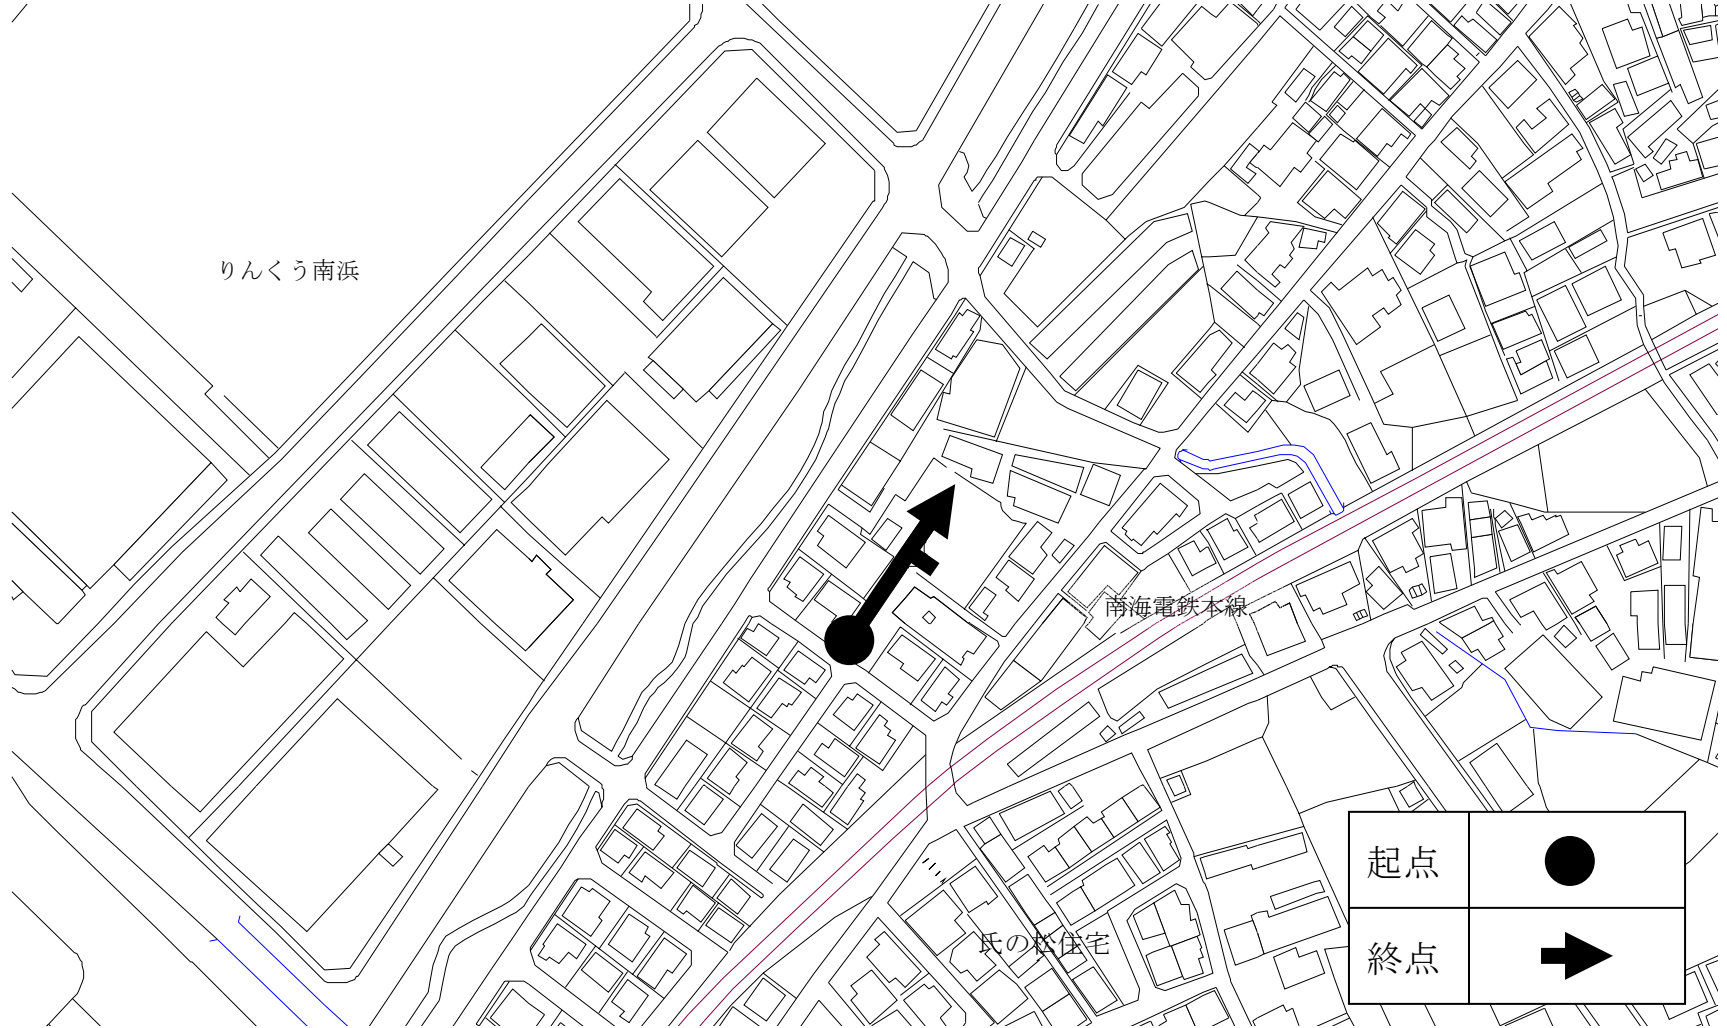 りんくう南浜
南海電鉄本線
氏の松住宅
起点
終点